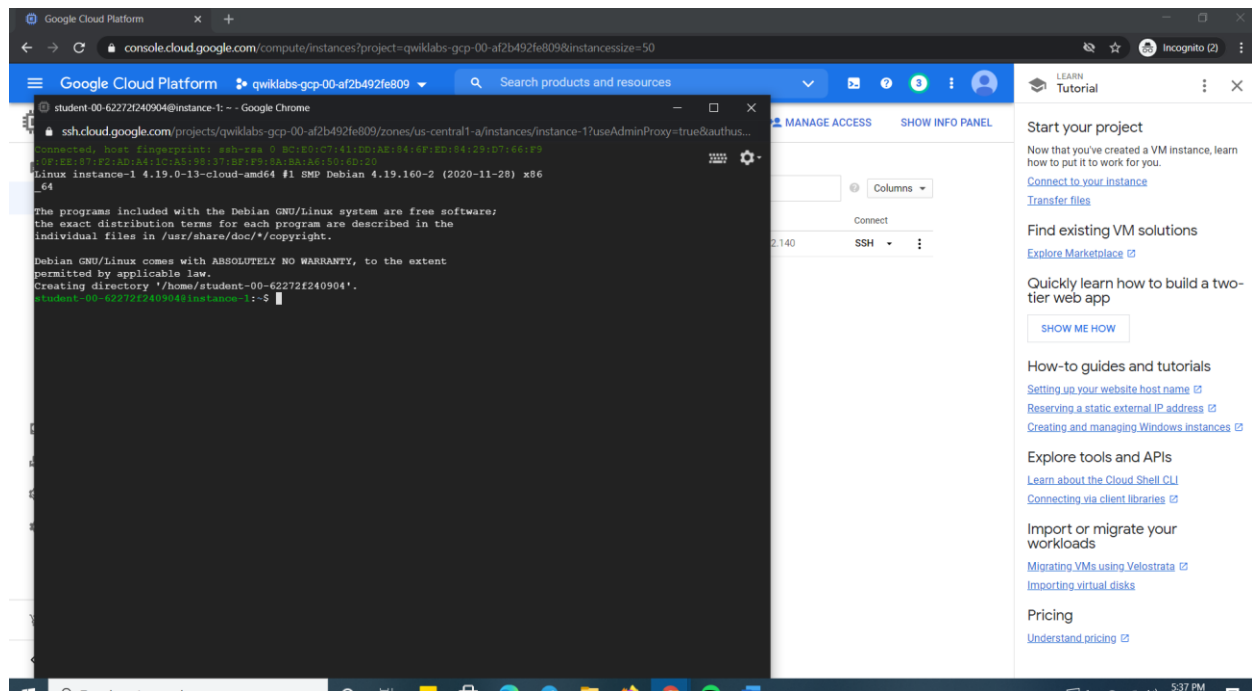 Google Cloud Platform
console.cloud.google.com/compute/instances?project=qwiklabs-gcp-00-af2b492fe809&instancessize=50
Incognito (2)
Google Cloud Platform
qwiklabs-gcp-00-af2b492fe809
Search products and resources
3
student-00-62272f240904@instance-1: ~ - Google Chrome
ssh.cloud.google.com/projects/qwiklabs-gcp-00-af2b492fe809/zones/us-central1-a/instances/instance-1?useAdminProxy=true&authus...
Connected, host fingerprint: ssh-rsa 0 BC:E0:C7:41:DD:AE:84:6F:ED:84:29:D7:66:F9
:0F:EE:87:F2:AD:A4:1C:A5:98:37:BF:F9:8A:BA:A6:50:6D:20
Linux instance-1 4.19.0-13-cloud-amd64 #1 SMP Debian 4.19.160-2 (2020-11-28) x86
_64
The programs included with the Debian GNU/Linux system are free software;
the exact distribution terms for each program are described in the
individual files in /usr/share/doc/*/copyright.
Debian GNU/Linux comes with ABSOLUTELY NO WARRANTY, to the extent
permitted by applicable law.
Creating directory '/home/student-00-62272f240904'.
student-00-62272f240904@instance-1:~$
MANAGE ACCESS
SHOW INFO PANEL
Columns
Connect
2.140
SSH
LEARN
Tutorial
Start your project
Now that you've created a VM instance, learn
how to put it to work for you.
Connect to your instance
Transfer files
Find existing VM solutions
Explore Marketplace
Quickly learn how to build a two-
tier web app
SHOW ME HOW
How-to guides and tutorials
Setting up your website host name
Reserving a static external IP address
Creating and managing Windows instances
Explore tools and APIs
Learn about the Cloud Shell CLI
Connecting via client libraries
Import or migrate your
workloads
Migrating VMs using Velostrata
Importing virtual disks
Pricing
Understand pricing
5:37 PM